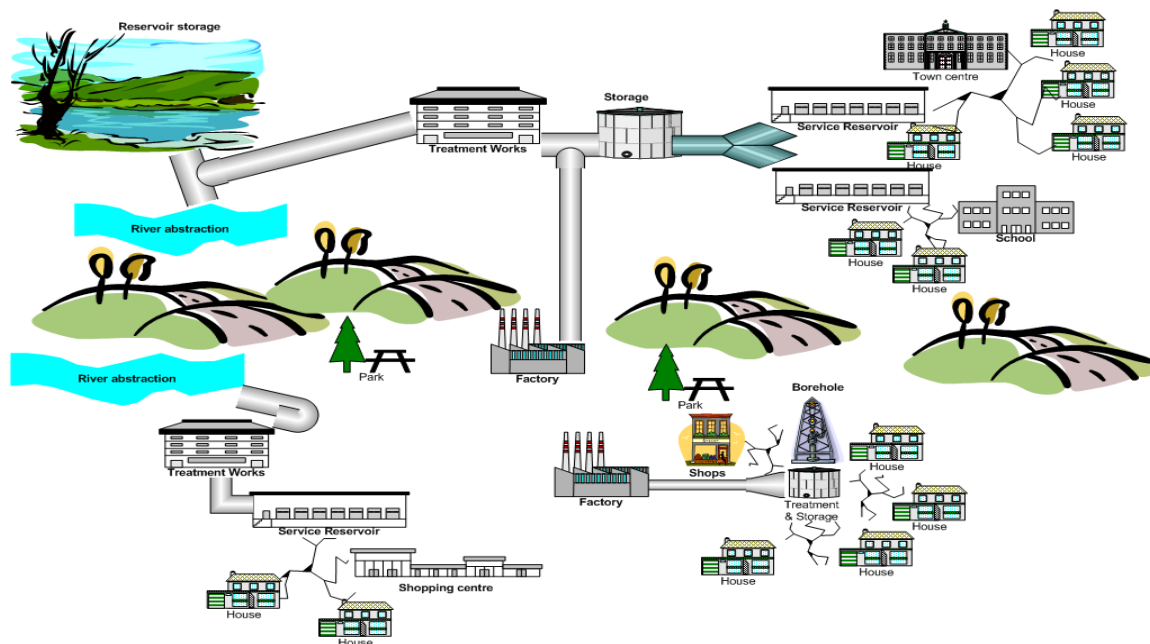 Reservoir storage
Town centre
House
House
House
House
Storage
Treatment Works
Service Reservoir
Service Reservoir
School
House
House
River abstraction
River abstraction
Park
Factory
Park
Borehole
Shops
House
Treatment Works
Factory
Treatment
& Storage
House
House
House
Service Reservoir
Shopping centre
House
House